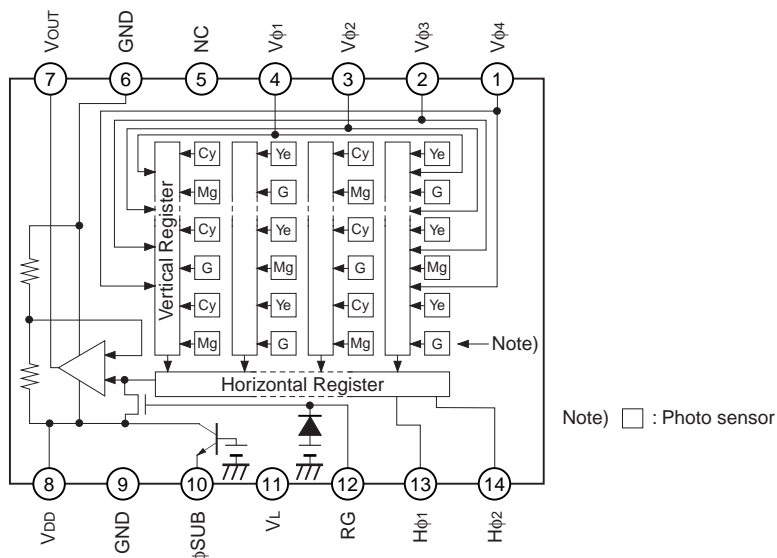 VOUT GND NC Vϕ1 Vϕ2 Vϕ3 Vϕ4
7 6 5 4 3 2 1
Cy Ye Cy Ye
Mg G Mg G
Cy Ye Cy Ye
G Mg G Mg
Cy Ye Cy Ye
Mg G Mg G
Vertical Register
Note)
Horizontal Register
Note) : Photo sensor
8 9 10 11 12 13 14
VDD GND ϕSUB VL RG Hϕ1 Hϕ2